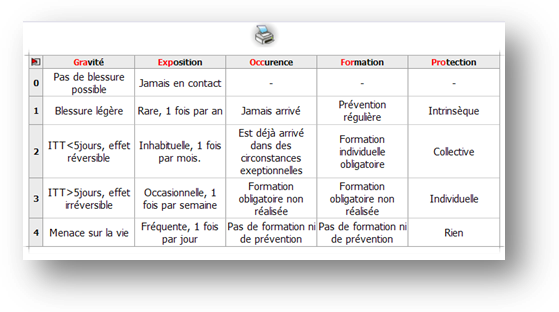 Gravité Exposition Occurence Formation Protection
0 Pas de blessure possible Jamais en contact - - -
1 Blessure légère Rare, 1 fois par an Jamais arrivé Prévention régulière Intrinsèque
2 ITT<5jours, effet réversible Inhabituelle, 1 fois par mois. Est déjà arrivé dans des circonstances exeptionnelles Formation individuelle obligatoire Collective
3 ITT>5jours, effet irréversible Occasionnelle, 1 fois par semaine Formation obligatoire non réalisée Formation obligatoire non réalisée Individuelle
4 Menace sur la vie Fréquente, 1 fois par jour Pas de formation ni de prévention Pas de formation ni de prévention Rien